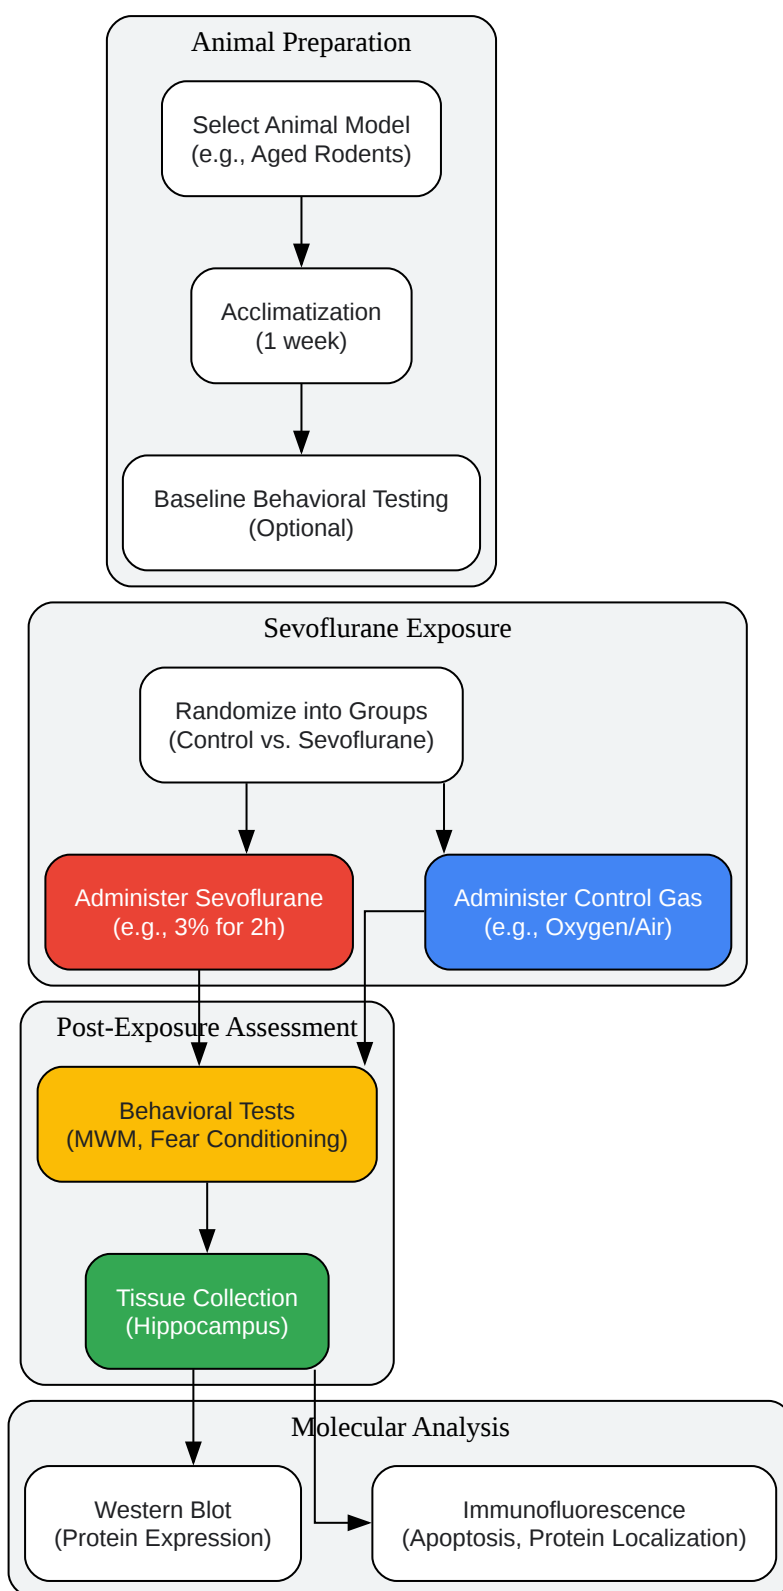 Animal Preparation
Select Animal Model
(e.g., Aged Rodents)
Acclimatization
(1 week)
Baseline Behavioral Testing
(Optional)
Sevoflurane Exposure
Randomize into Groups
(Control vs. Sevoflurane)
Administer Sevoflurane
(e.g., 3% for 2h)
Administer Control Gas
(e.g., Oxygen/Air)
Post-Exposure Assessment
Behavioral Tests
(MWM, Fear Conditioning)
Tissue Collection
(Hippocampus)
Molecular Analysis
Western Blot
(Protein Expression)
Immunofluorescence
(Apoptosis, Protein Localization)